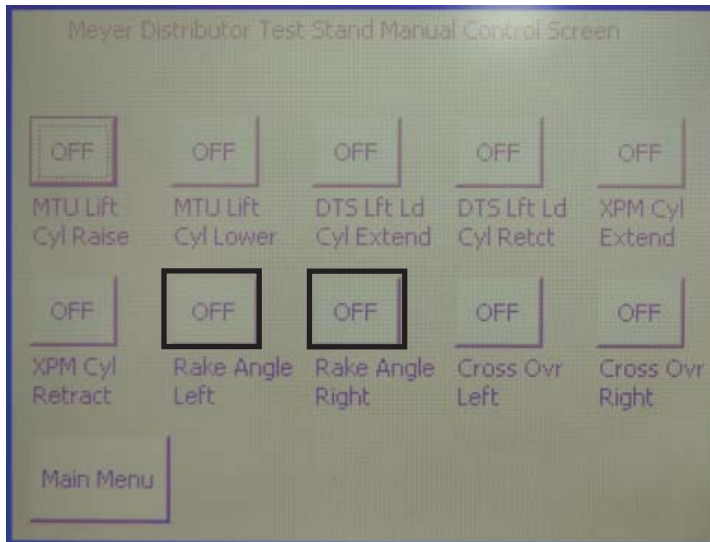 Meyer Distributor Test Stand Manual Control Screen
OFF OFF OFF OFF OFF
MTU Lift MTU Lift DTS Lft Ld DTS Lft Ld XPM Cyl
Cyl Raise Cyl Lower Cyl Extend Cyl Retct Extend
OFF OFF OFF OFF OFF
XPM Cyl Rake Angle Rake Angle Cross Ovr Cross Ovr
Retract Left Right Left Right
Main Menu